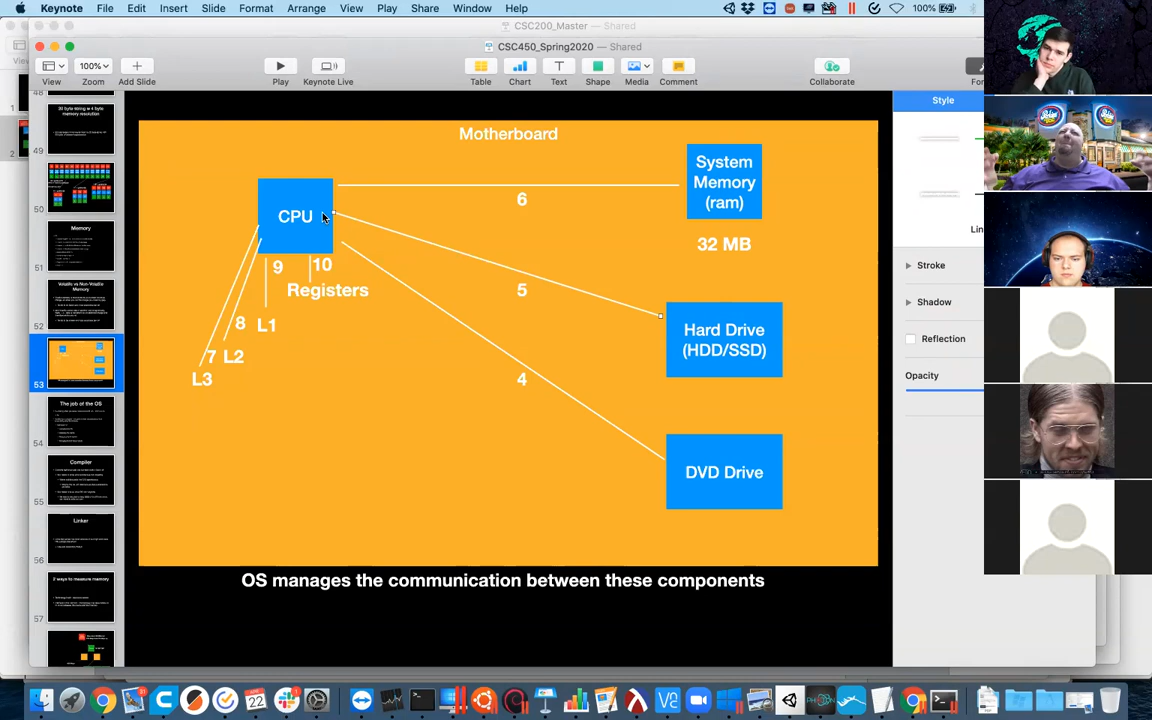 Keynote File Edit Insert Slide Format Arrange View Play Share Window Help 100%
CSC200_Master — Shared
CSC450_Spring2020 — Shared
100%
View Zoom Add Slide Play Keynote Live Table Chart Text Shape Media Comment Collaborate
Style
48
49
50
Memory
51
Volatile vs Non-Volatile
Memory
52
53
The job of the OS
54
Compiler
55
Linker
56
2 ways to measure memory
57
Motherboard
CPU
System
Memory
(ram)
32 MB
6
5
4
9
10
Registers
8
L1
7
L2
L3
Hard Drive
(HDD/SSD)
DVD Drive
OS manages the communication between these components
Stroke
Shadow
Reflection
Opacity
22